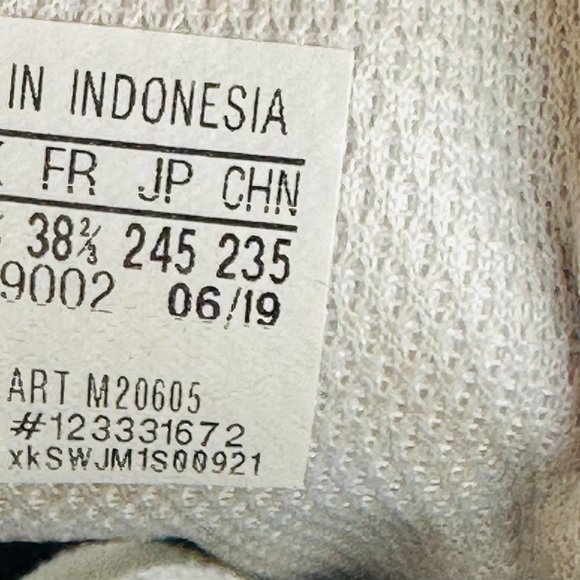 IN INDONESIA
FR JP CHN
38⅔ 245 235
9002 06/19
ART M20605
#123331672
xkSWJM1S00921